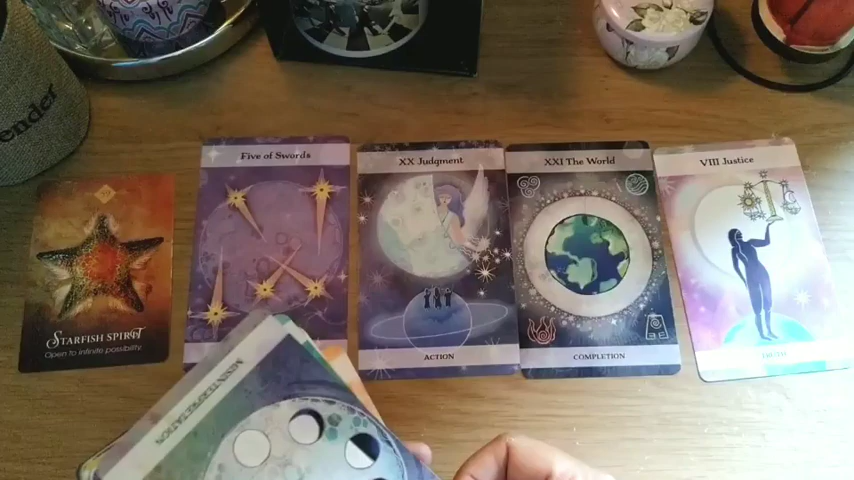 ender
39
STARFISH SPIRIT
Open to infinite possibility.
Five of Swords
XX Judgment
ACTION
XXI The World
COMPLETION
VIII Justice
TRUTH